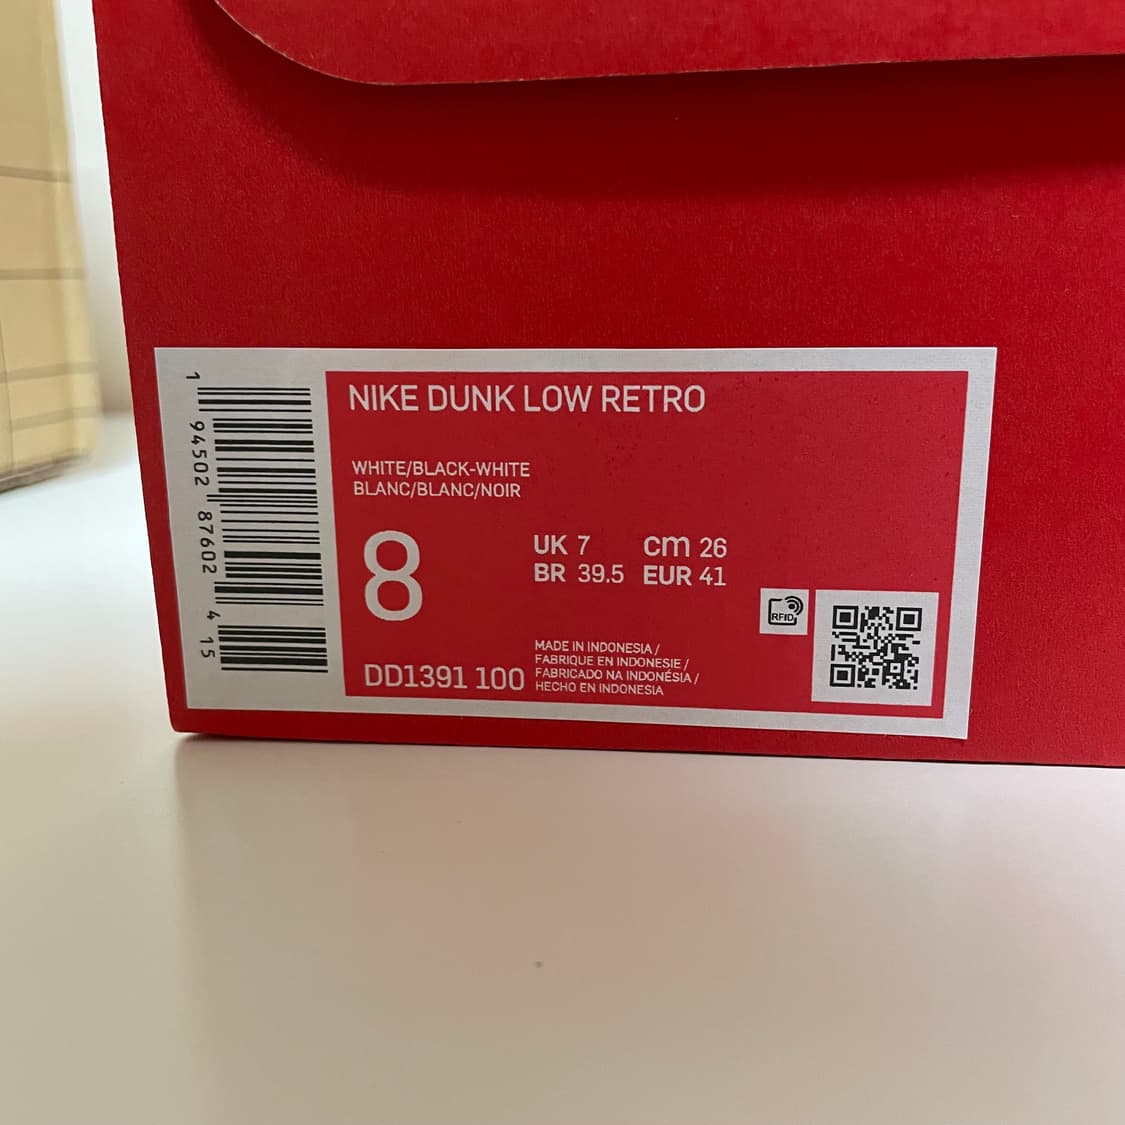 1 94502 87602 4 15
NIKE DUNK LOW RETRO
WHITE/BLACK-WHITE
BLANC/BLANC/NOIR
8
UK 7 cm 26
BR 39.5 EUR 41
RFID
DD1391 100
MADE IN INDONESIA /
FABRIQUE EN INDONESIE /
FABRICADO NA INDONÉSIA /
HECHO EN INDONESIA